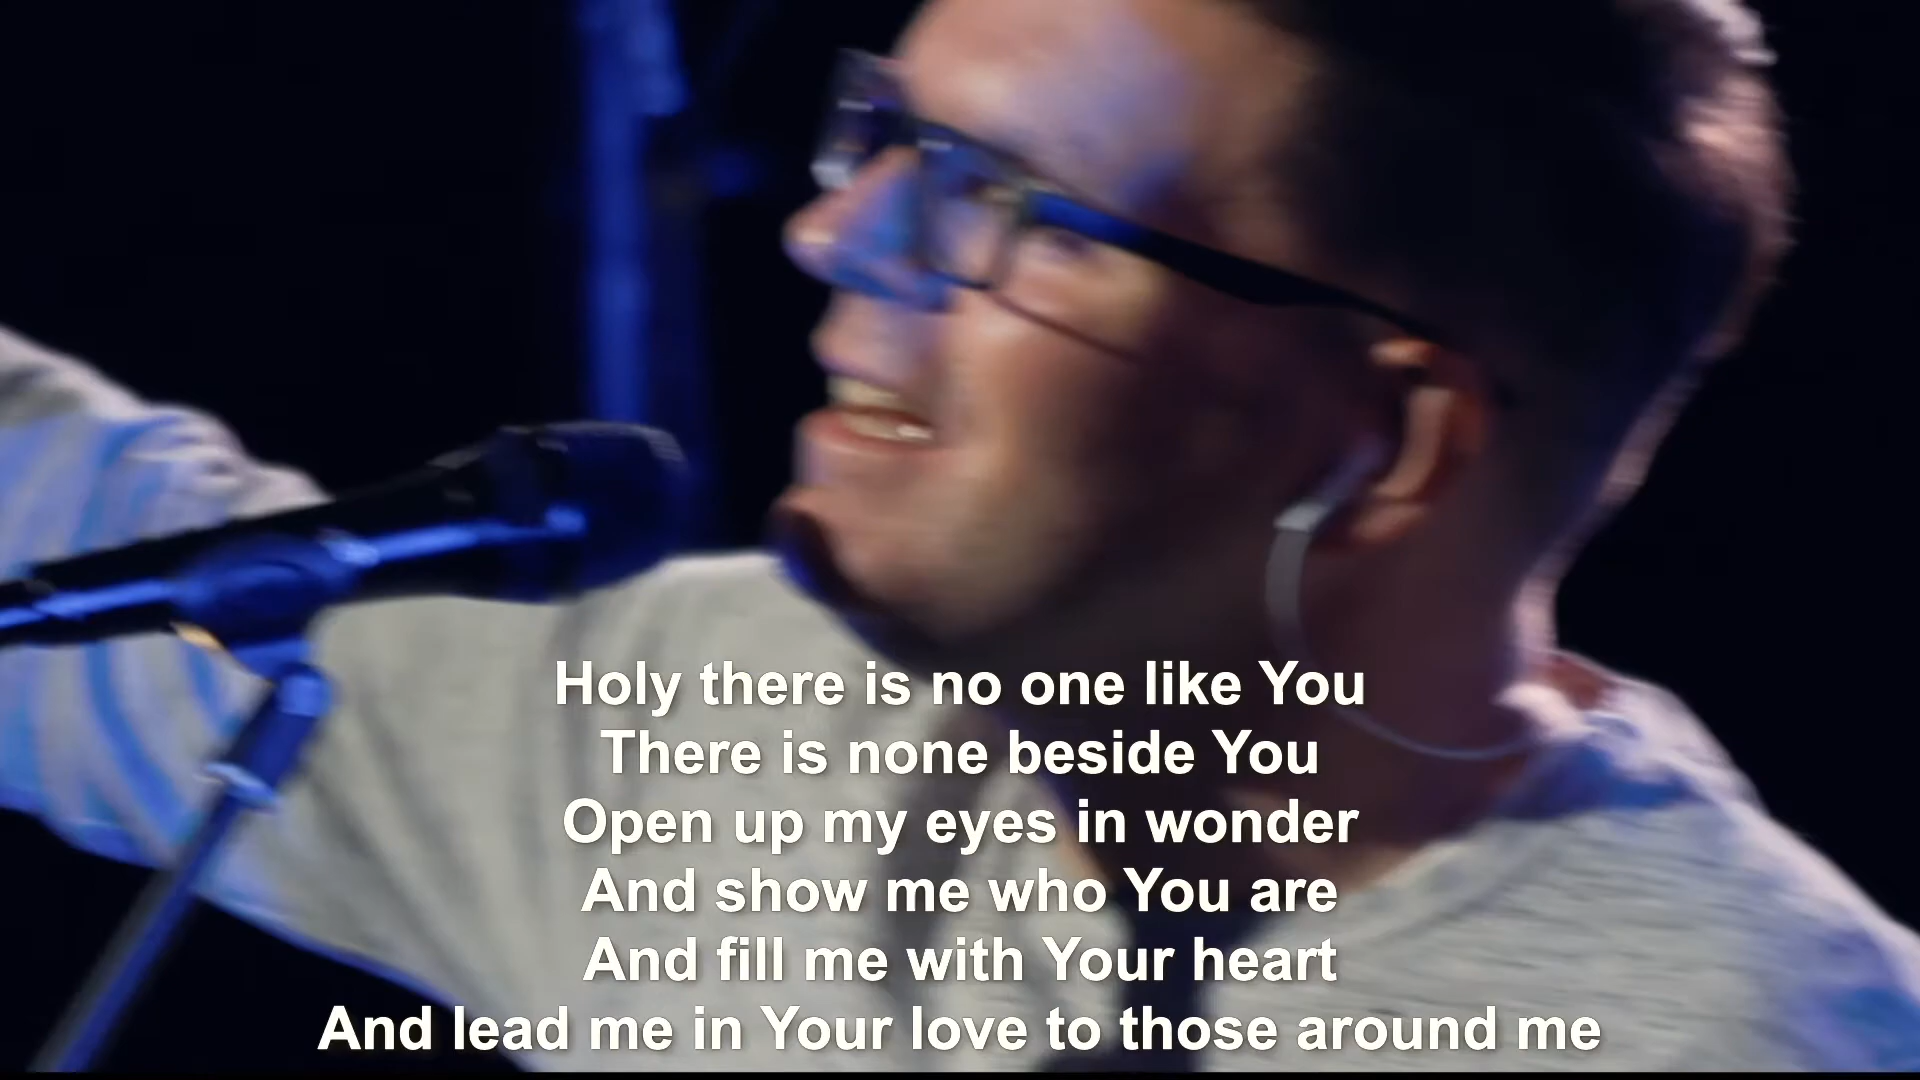 Holy there is no one like You
There is none beside You
Open up my eyes in wonder
And show me who You are
And fill me with Your heart
And lead me in Your love to those around me